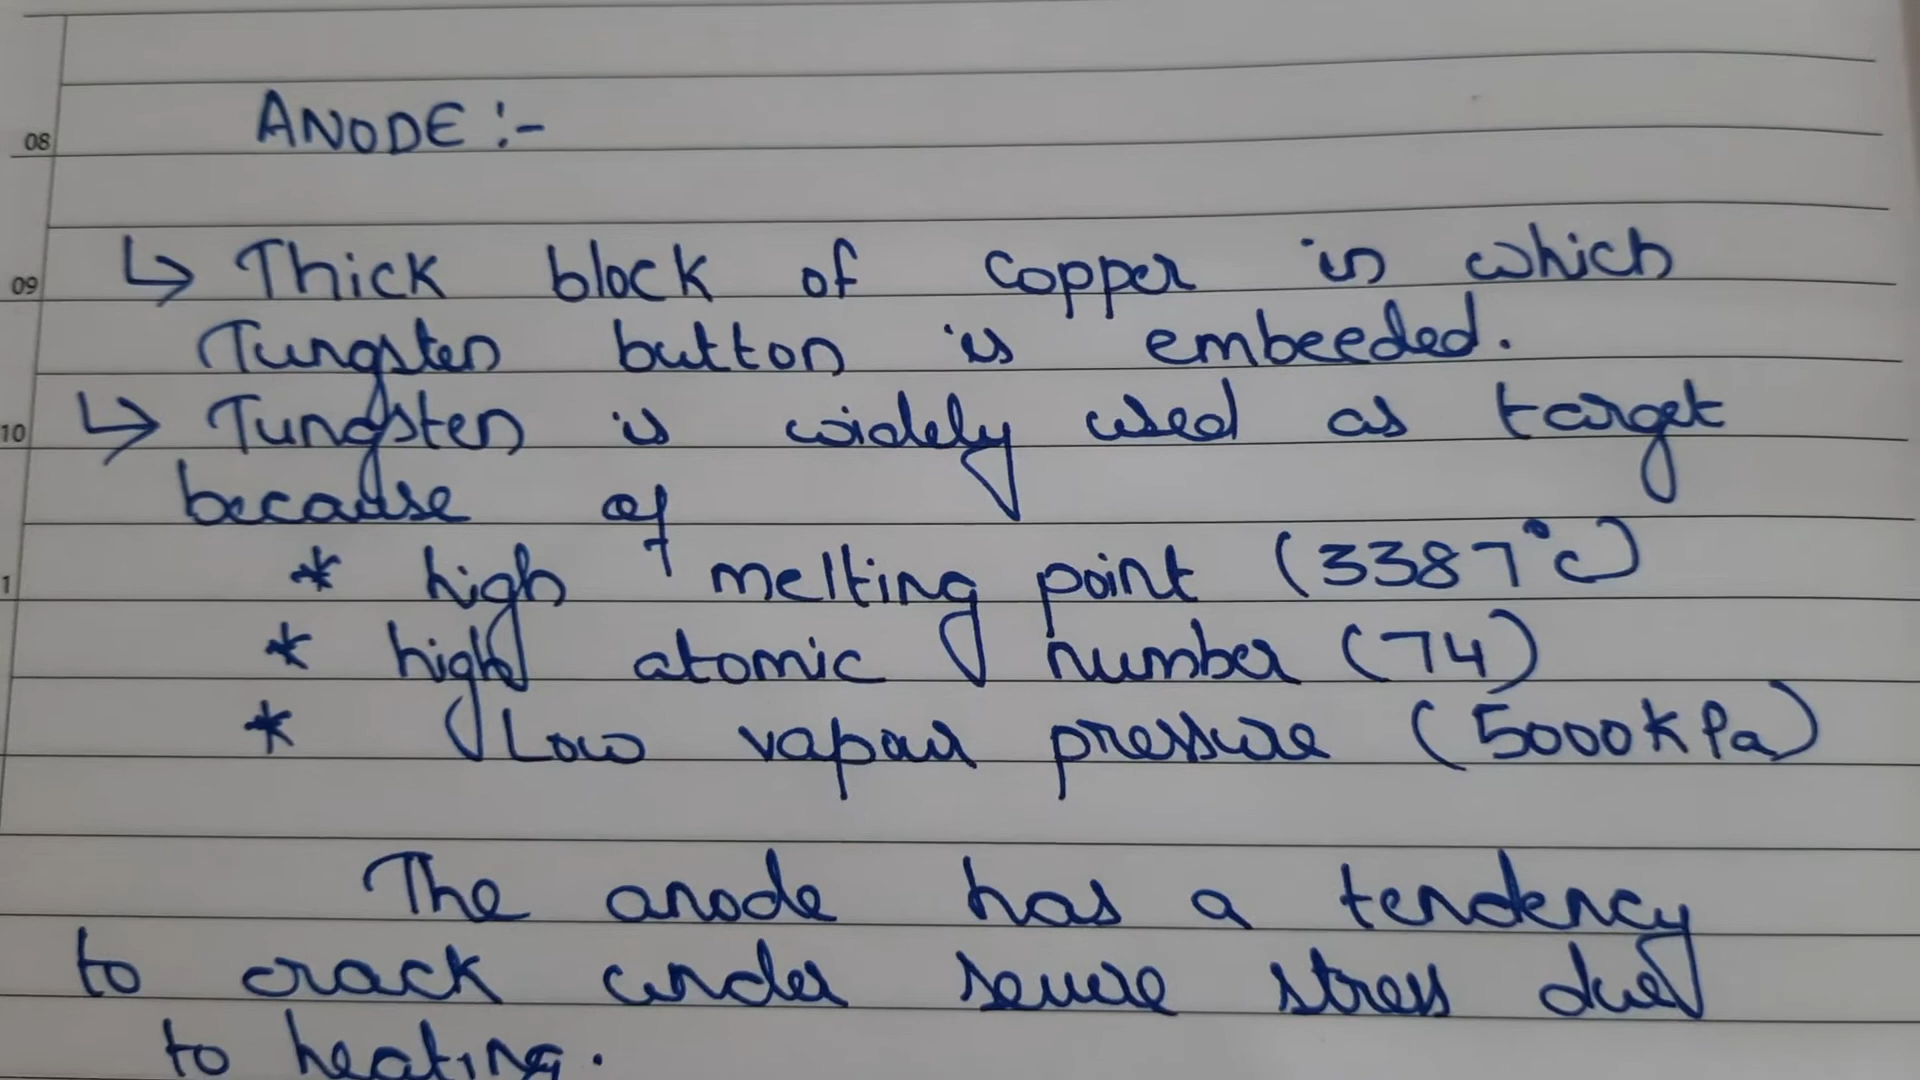 ANODE :-
08
↳ Thick block of copper in which
09
Tungsten button is embeeded.
↳ Tungsten is widely used as target
10
because of
* high melting point (3387°C)
1
* high atomic number (74)
* Low vapour pressure (5000kPa)
The anode has a tendency
to crack under severe stress due
to heating.